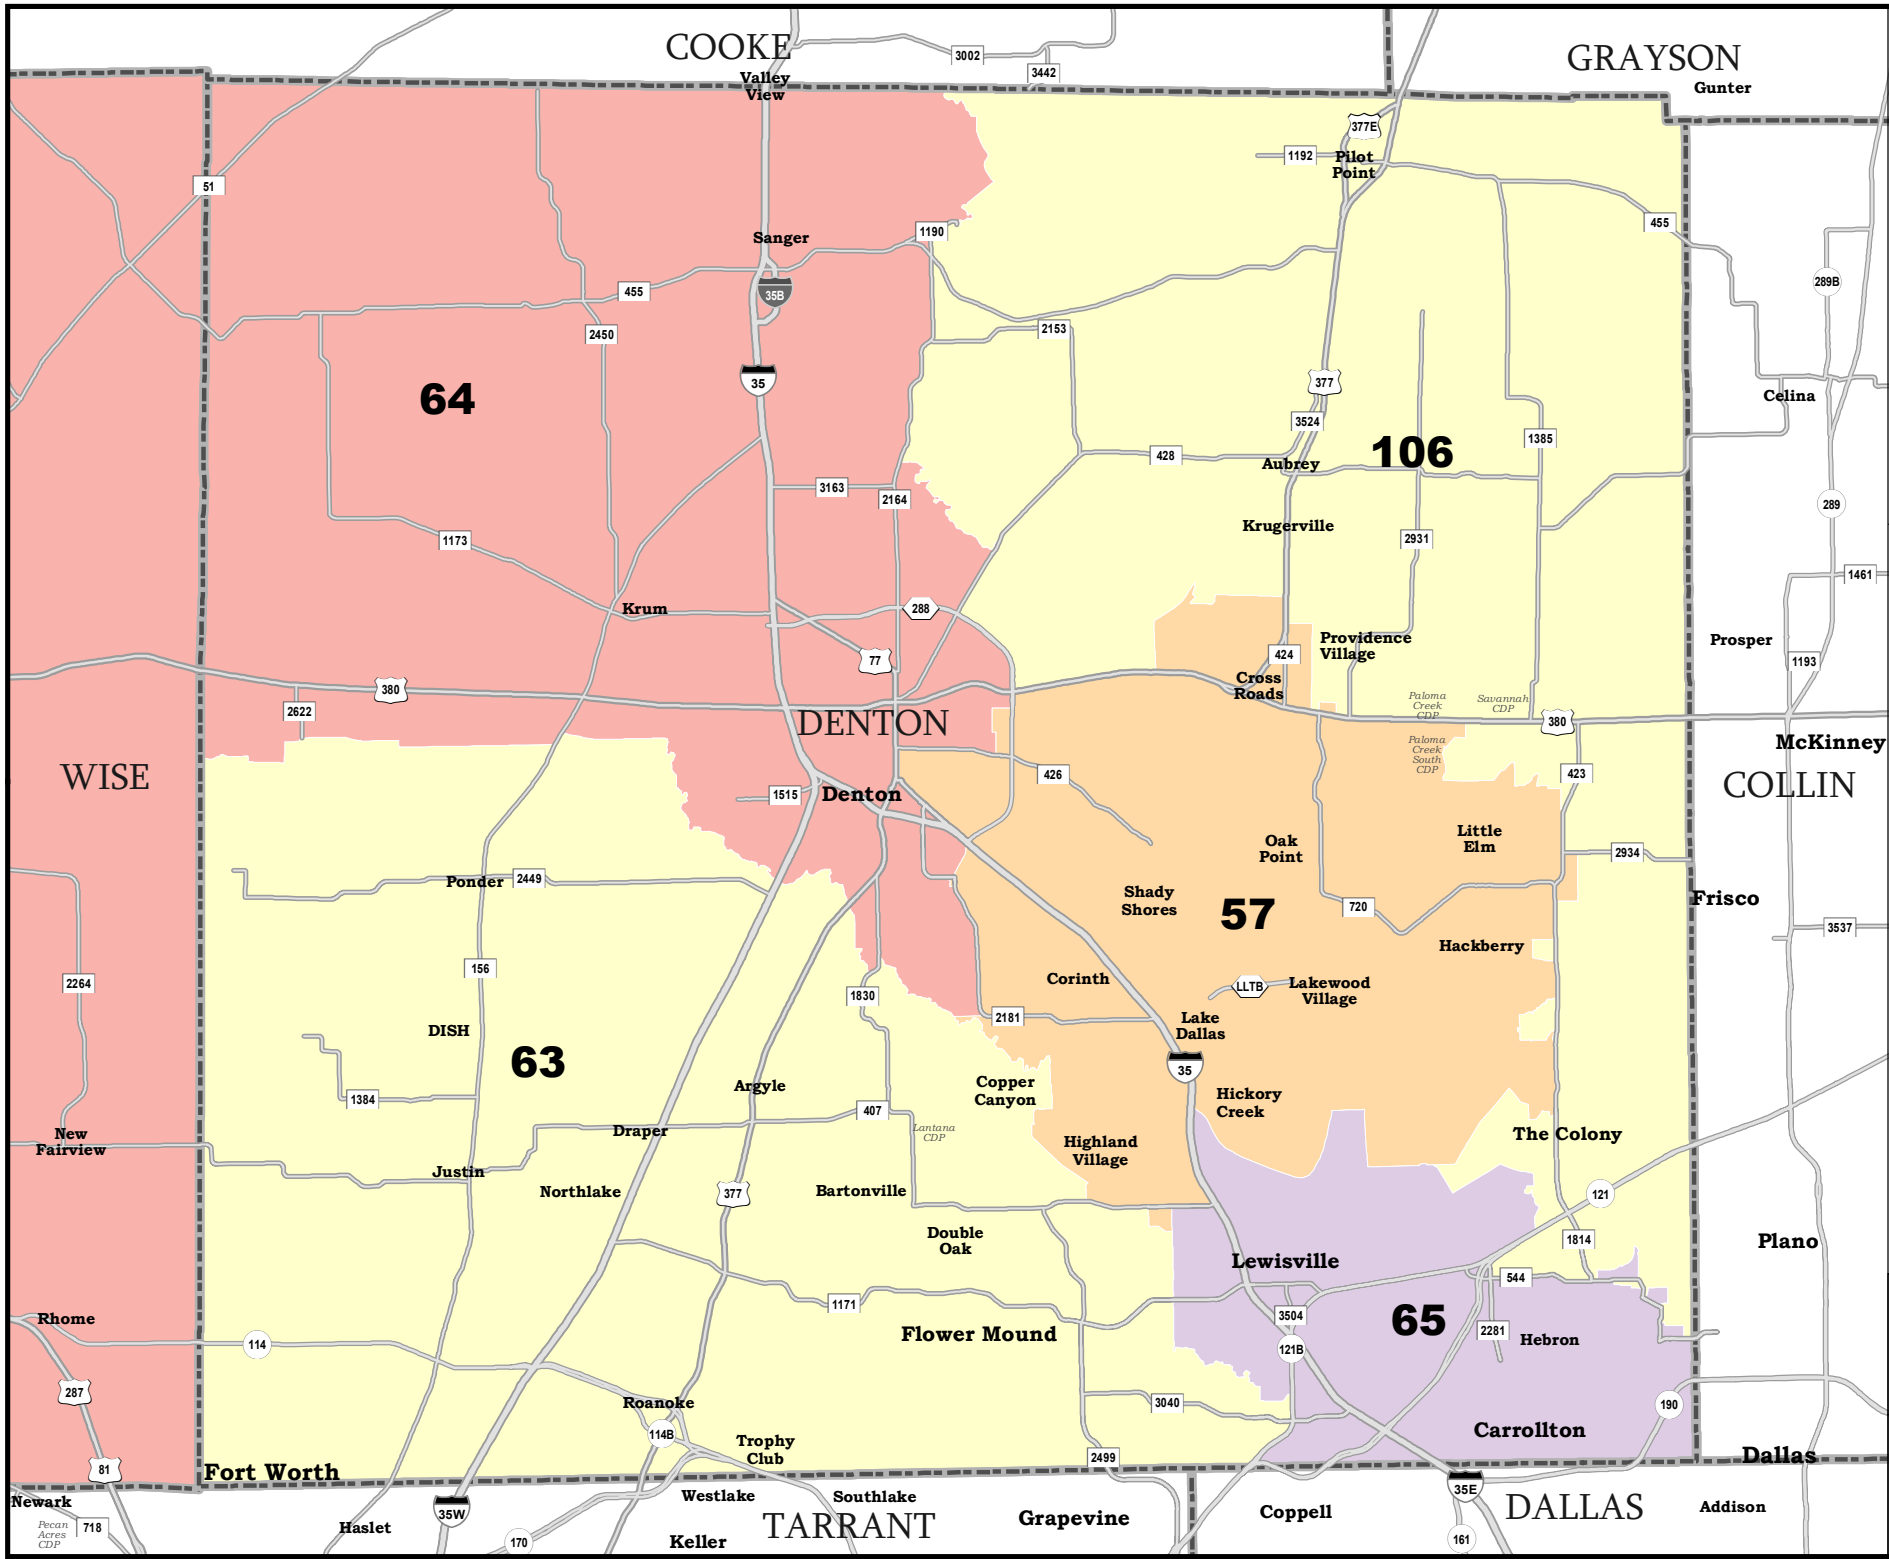 COOKE
GRAYSON
3002
3442
Valley
View
Gunter
377E
1192
Pilot
Point
51
455
1190
Sanger
289B
455
35B
2450
2153
35
377
64
Celina
3524
1385
106
428
Aubrey
3163
2164
289
Krugerville
1173
2931
1461
Krum
288
Providence
Village
Prosper
424
77
1193
Cross
Roads
380
Paloma
Creek
CDP
Savannah
CDP
2622
DENTON
380
Paloma
Creek
South
CDP
McKinney
WISE
426
423
COLLIN
1515
Denton
Oak
Point
Little
Elm
2934
Ponder
2449
Shady
Shores
57
720
Frisco
3537
Hackberry
156
2264
Corinth
LLTB
Lakewood
Village
1830
2181
Lake
Dallas
DISH
63
35
Argyle
Copper
Canyon
Hickory
Creek
1384
407
Draper
Lantana
CDP
The Colony
New
Fairview
Highland
Village
Justin
Northlake
377
Bartonville
121
Double
Oak
1814
Plano
Lewisville
544
1171
3504
65
Rhome
Flower Mound
2281
Hebron
114
121B
287
Roanoke
3040
190
114B
Carrollton
Trophy
Club
2499
Dallas
81
Fort Worth
35E
Newark
35W
Westlake
Southlake
Grapevine
Coppell
DALLAS
Addison
Pecan
Acres
CDP
718
Haslet
170
Keller
TARRANT
161